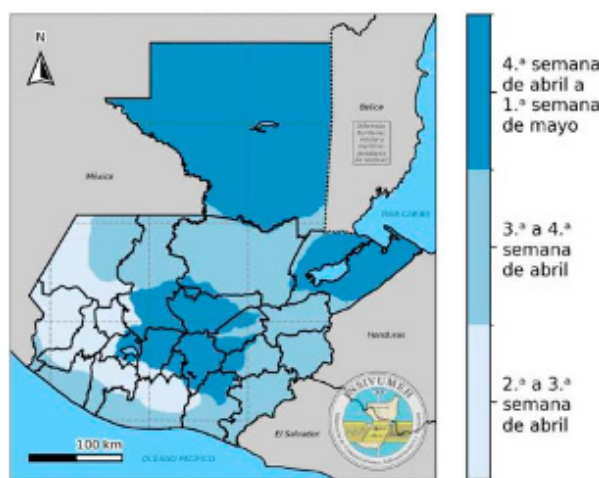 N
México
Belice
MAR CARIBE
Honduras
El Salvador
OCÉANO PACÍFICO
100 km
INSIVUMEH
4.ª semana
de abril a
1.ª semana
de mayo
3.ª a 4.ª
semana
de abril
2.ª a 3.ª
semana
de abril